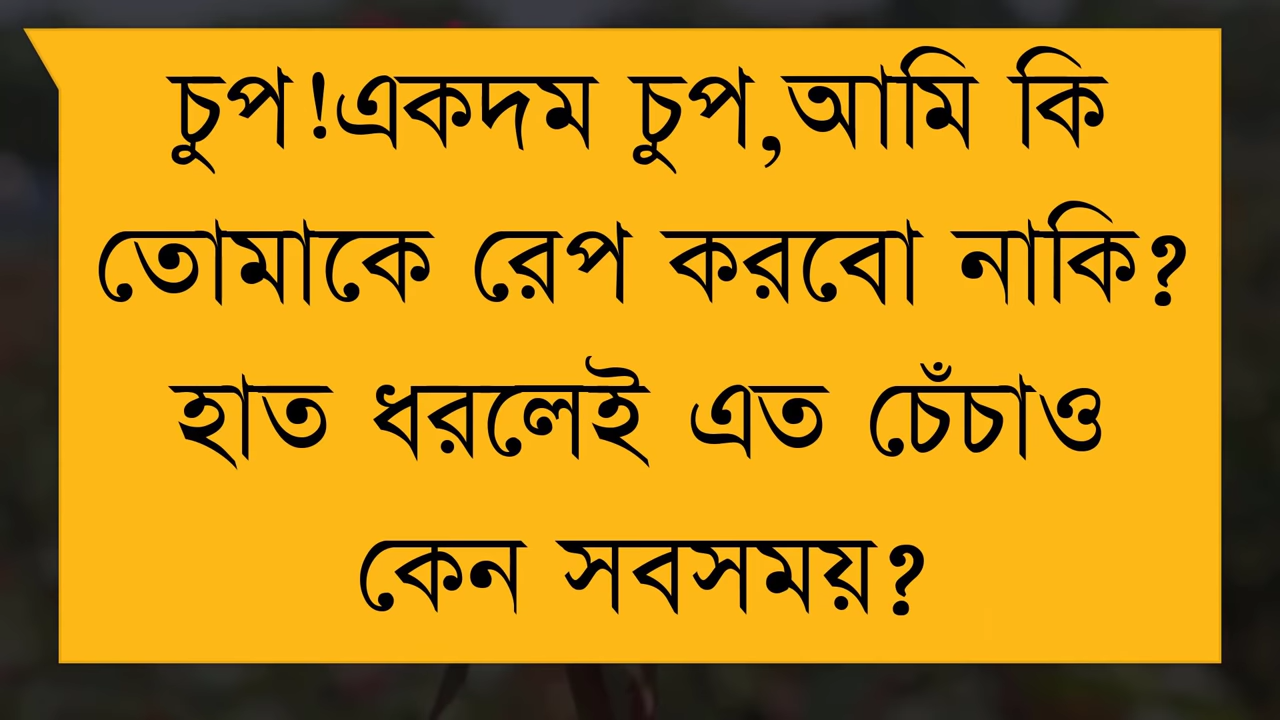 চুপ!একদম চুপ,আমি কি
তোমাকে রেপ করবো নাকি?
হাত ধরলেই এত চেঁচাও
কেন সবসময়?